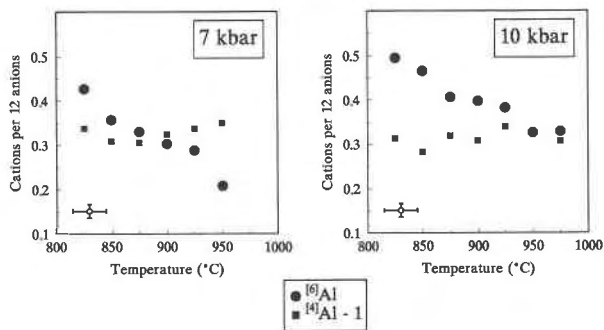 7 kbar
Cations per 12 anions
0.5
0.4
0.3
0.2
0.1
800 850 900 950 1000
Temperature (°C)
10 kbar
Cations per 12 anions
0.5
0.4
0.3
0.2
0.1
800 850 900 950 1000
Temperature (°C)
[6]Al
[4]Al - 1